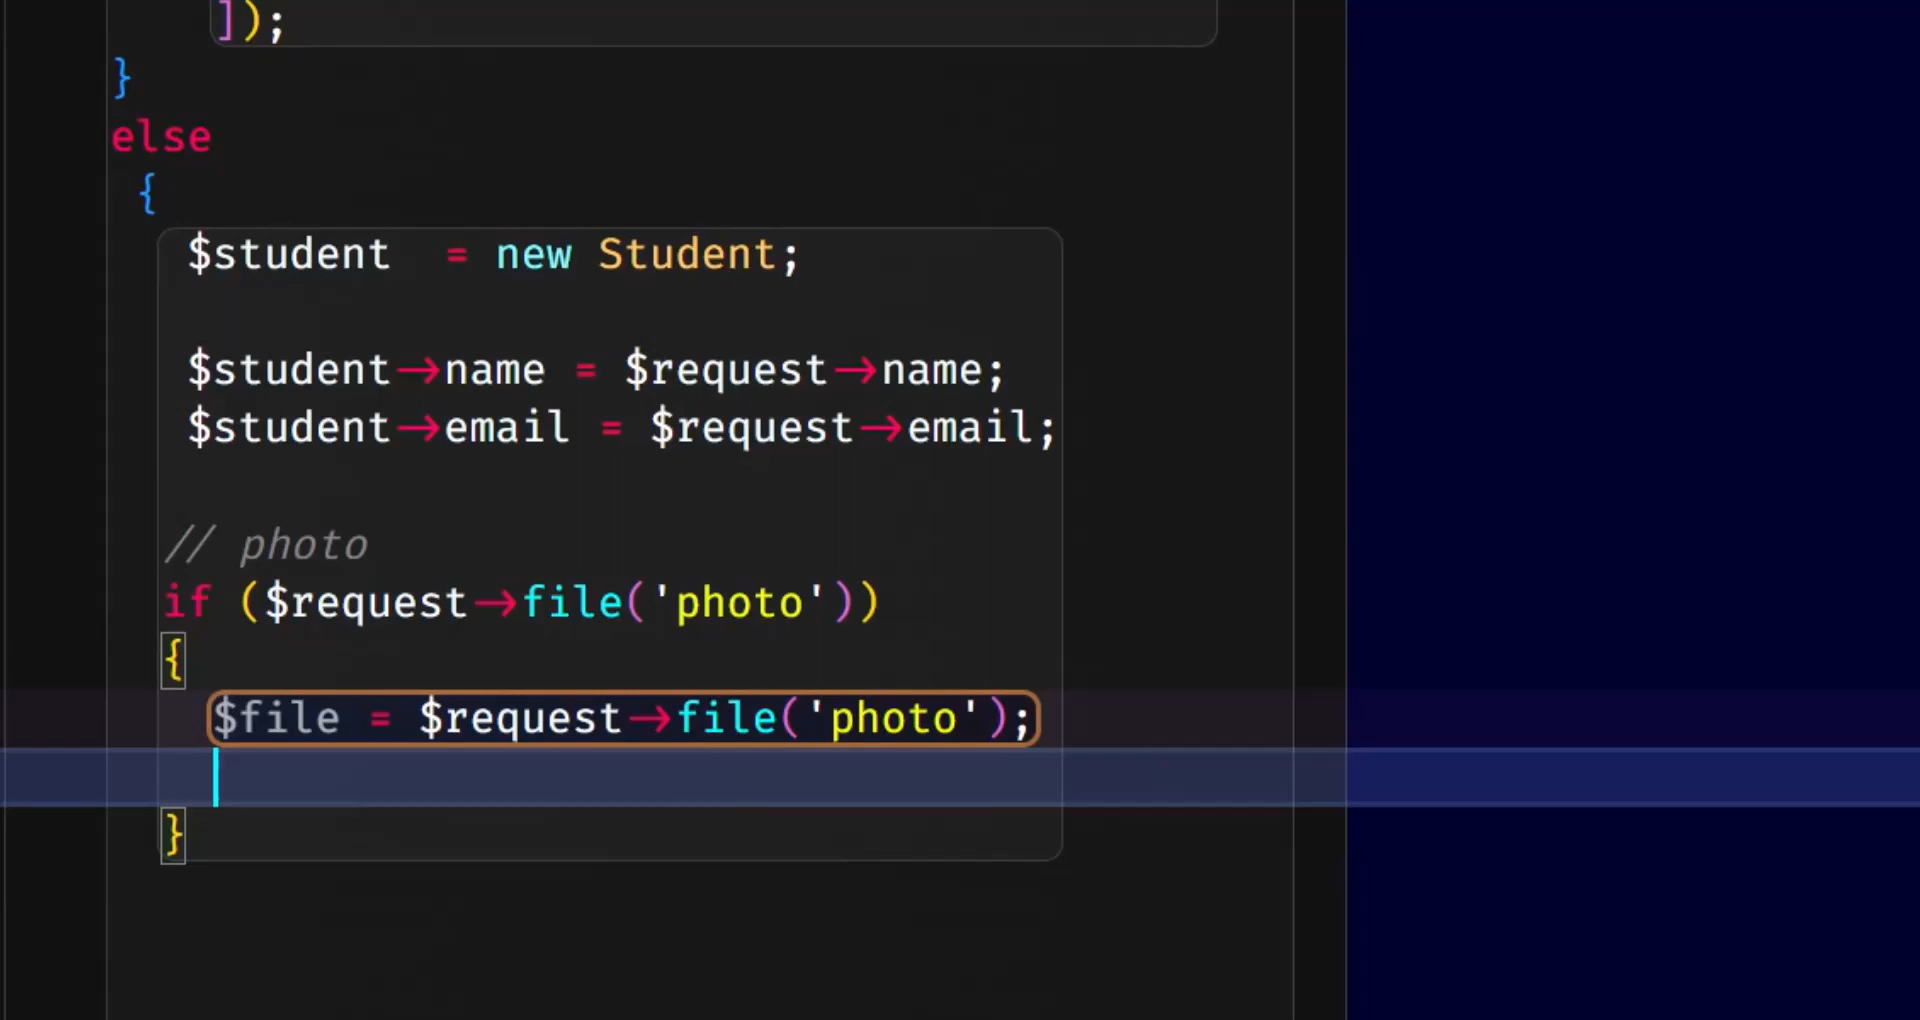 ]);
}
else
{
$student  = new Student;
$student->name = $request->name;
$student->email = $request->email;
// photo
if ($request->file('photo'))
{
$file = $request->file('photo');
}